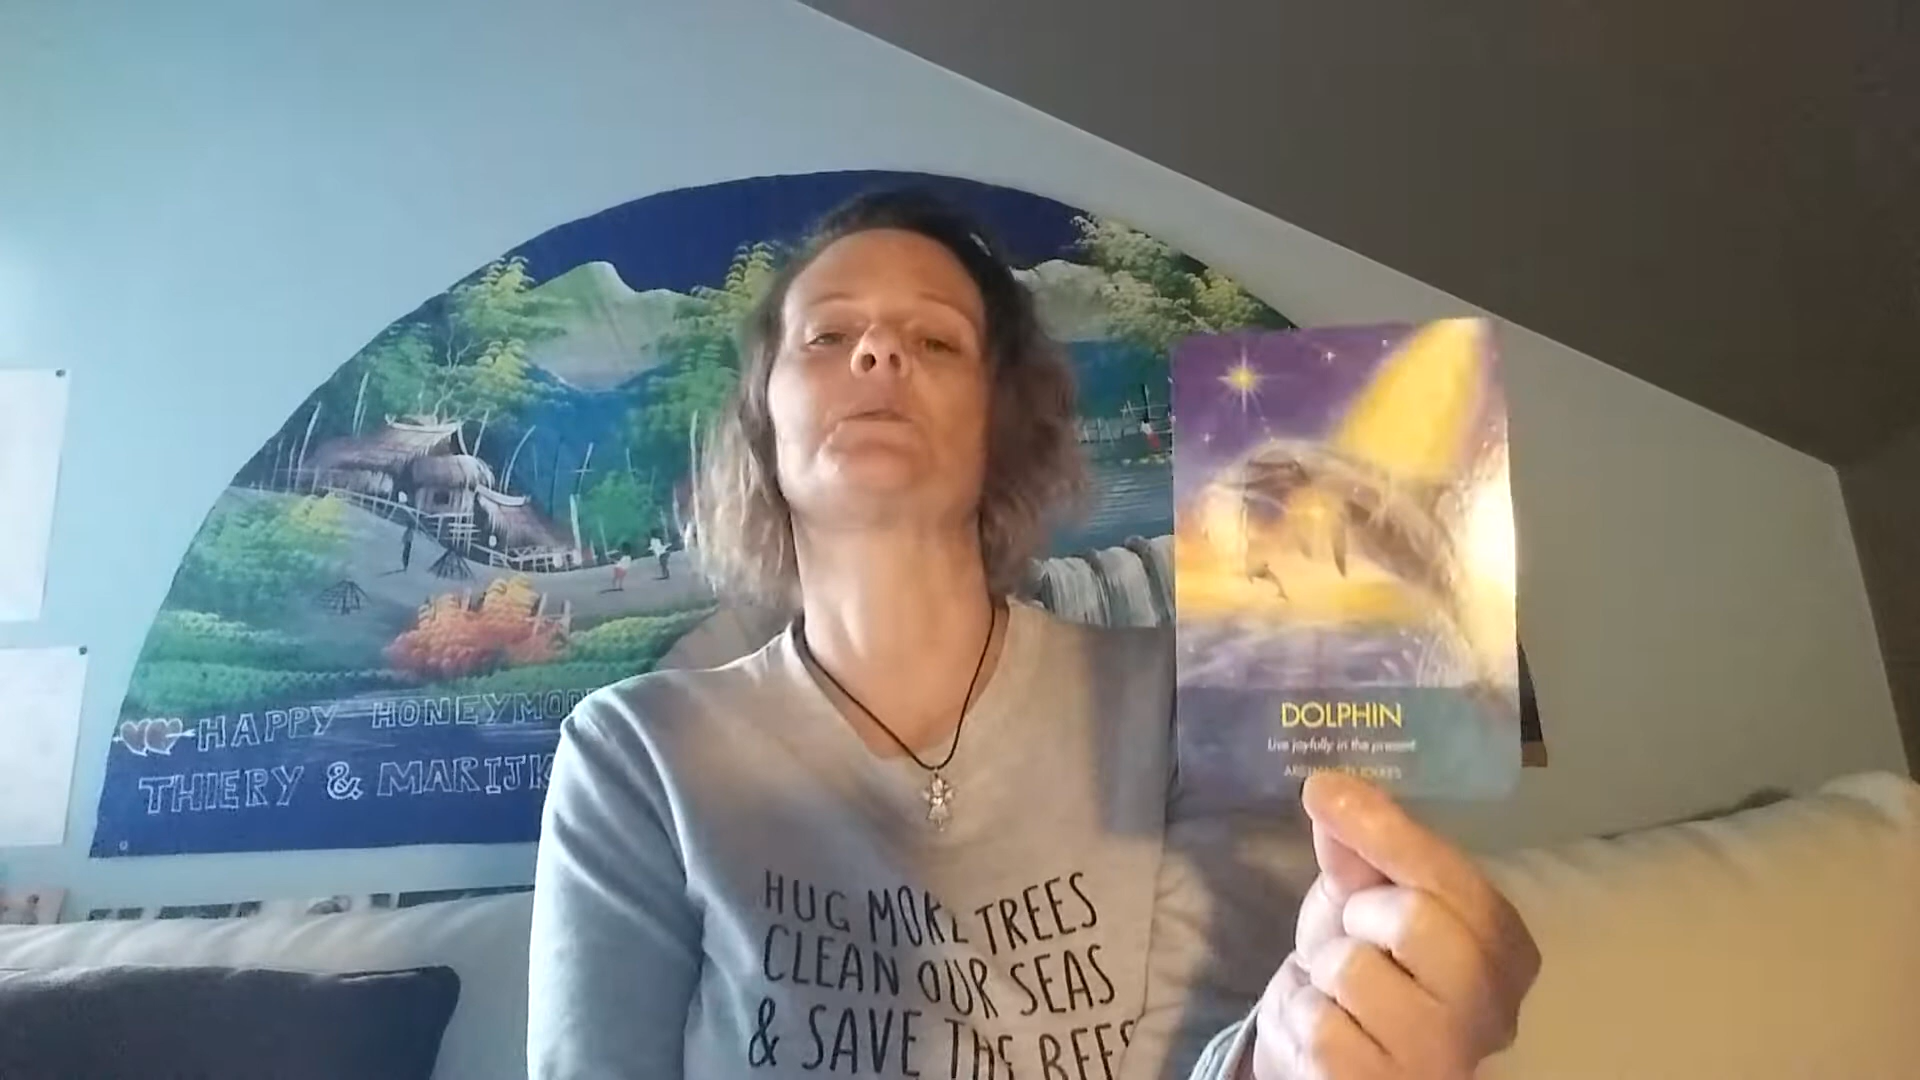 HAPPY HONEYMOO
THIERY & MARIJK
DOLPHIN
Live joyfully in the present
HUG MORE TREES
CLEAN OUR SEAS
& SAVE THE BEES